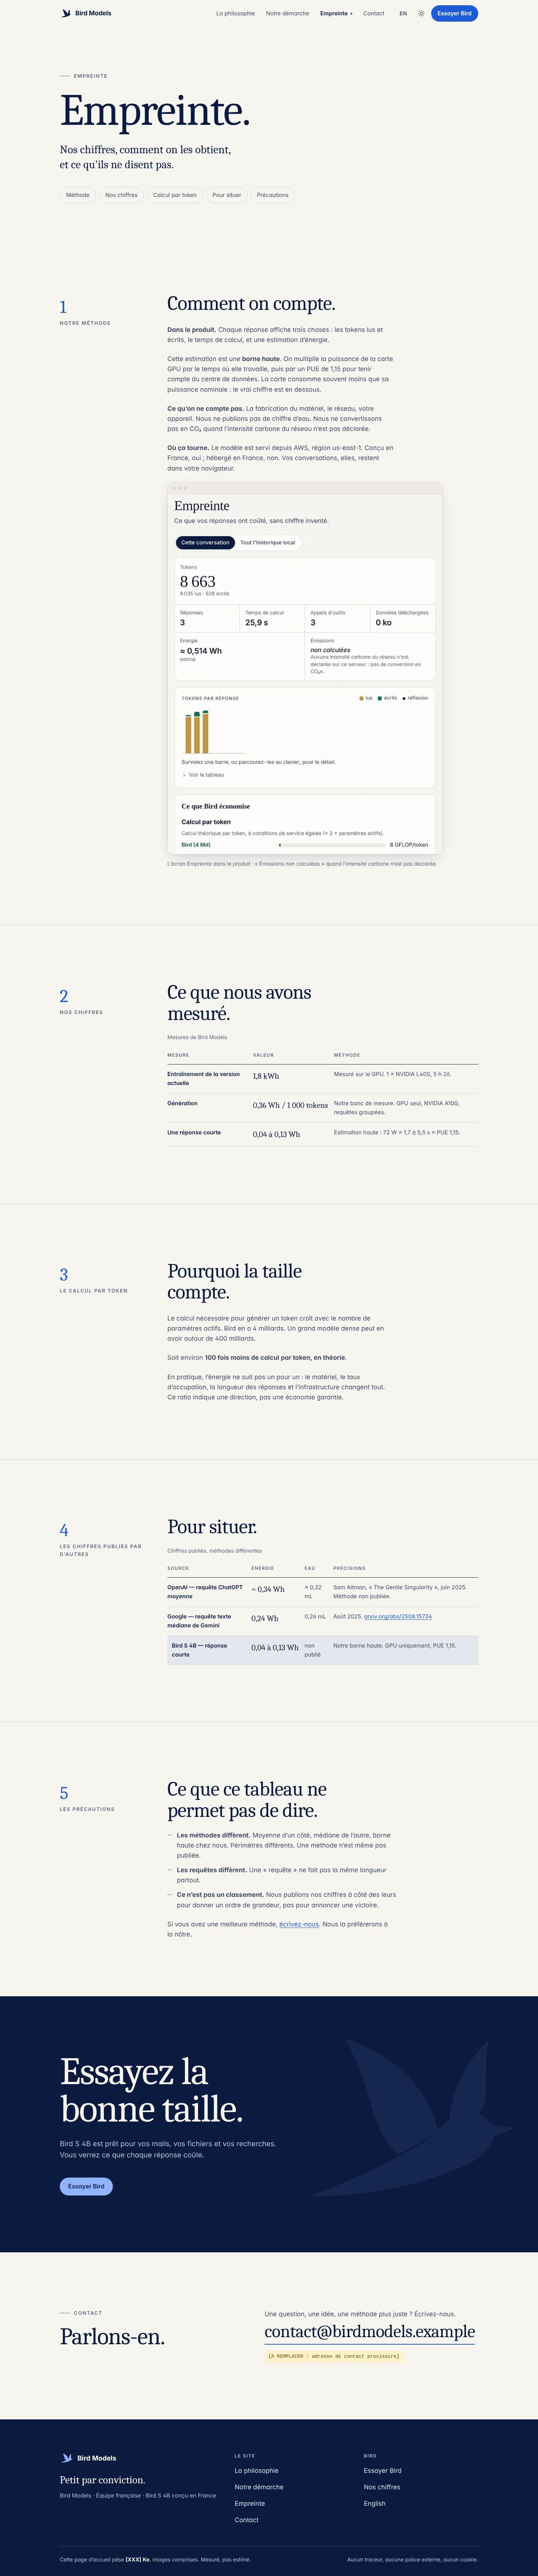 Bird Models
La philosophie
Notre démarche
Empreinte
Contact
EN
Essayer Bird
EMPREINTE
Empreinte.
Nos chiffres, comment on les obtient,
et ce qu'ils ne disent pas.
Méthode
Nos chiffres
Calcul par token
Pour situer
Précautions
1
NOTRE MÉTHODE
Comment on compte.
Dans le produit. Chaque réponse affiche trois choses : les tokens lus et
écrits, le temps de calcul, et une estimation d'énergie.
Cette estimation est une borne haute. On multiplie la puissance de la carte
GPU par le temps où elle travaille, puis par un PUE de 1,15 pour tenir
compte du centre de données. La carte consomme souvent moins que sa
puissance nominale : le vrai chiffre est en dessous.
Ce qu'on ne compte pas. La fabrication du matériel, le réseau, votre
appareil. Nous ne publions pas de chiffre d'eau. Nous ne convertissons
pas en CO₂ quand l'intensité carbone du réseau n'est pas déclarée.
Où ça tourne. Le modèle est servi depuis AWS, région us-east-1. Conçu en
France, oui ; hébergé en France, non. Vos conversations, elles, restent
dans votre navigateur.
Empreinte
Ce que vos réponses ont coûté, sans chiffre inventé.
Cette conversation
Tout l'historique local
Tokens
8 663
8 035 lus · 628 écrits
Réponses
3
Temps de calcul
25,9 s
Appels d'outils
3
Données téléchargées
0 ko
Énergie
≈ 0,514 Wh
estimé
Émissions
non calculées
Aucune intensité carbone du réseau n'est
déclarée sur ce serveur : pas de conversion en
CO₂e.
TOKENS PAR RÉPONSE
lus
écrits
réflexion
Survolez une barre, ou parcourez-les au clavier, pour le détail.
› Voir le tableau
Ce que Bird économise
Calcul par token
Calcul théorique par token, à conditions de service égales (≈ 2 × paramètres actifs).
Bird (4 Md)
8 GFLOP/token
L'écran Empreinte dans le produit : « Émissions non calculées » quand l'intensité carbone n'est pas déclarée.
2
NOS CHIFFRES
Ce que nous avons
mesuré.
Mesures de Bird Models
MESURE
VALEUR
MÉTHODE
Entraînement de la version
actuelle
1,8 kWh
Mesuré sur le GPU. 1 × NVIDIA L40S, 5 h 26.
Génération
0,36 Wh / 1 000 tokens
Notre banc de mesure. GPU seul, NVIDIA A10G,
requêtes groupées.
Une réponse courte
0,04 à 0,13 Wh
Estimation haute : 72 W × 1,7 à 5,5 s × PUE 1,15.
3
LE CALCUL PAR TOKEN
Pourquoi la taille
compte.
Le calcul nécessaire pour générer un token croît avec le nombre de
paramètres actifs. Bird en a 4 milliards. Un grand modèle dense peut en
avoir autour de 400 milliards.
Soit environ 100 fois moins de calcul par token, en théorie.
En pratique, l'énergie ne suit pas un pour un : le matériel, le taux
d'occupation, la longueur des réponses et l'infrastructure changent tout.
Ce ratio indique une direction, pas une économie garantie.
4
LES CHIFFRES PUBLIÉS PAR
D'AUTRES
Pour situer.
Chiffres publiés, méthodes différentes
SOURCE
ÉNERGIE
EAU
PRÉCISIONS
OpenAI — requête ChatGPT
moyenne
≈ 0,34 Wh
≈ 0,32
mL
Sam Altman, « The Gentle Singularity », juin 2025.
Méthode non publiée.
Google — requête texte
médiane de Gemini
0,24 Wh
0,26 mL
Août 2025. arxiv.org/abs/2508.15734
Bird S 4B — réponse
courte
0,04 à 0,13 Wh
non
publié
Notre borne haute. GPU uniquement, PUE 1,15.
5
LES PRÉCAUTIONS
Ce que ce tableau ne
permet pas de dire.
— Les méthodes diffèrent. Moyenne d'un côté, médiane de l'autre, borne
haute chez nous. Périmètres différents. Une méthode n'est même pas
publiée.
— Les requêtes diffèrent. Une « requête » ne fait pas la même longueur
partout.
— Ce n'est pas un classement. Nous publions nos chiffres à côté des leurs
pour donner un ordre de grandeur, pas pour annoncer une victoire.
Si vous avez une meilleure méthode, écrivez-nous. Nous la préférerons à
la nôtre.
Essayez la
bonne taille.
Bird S 4B est prêt pour vos mails, vos fichiers et vos recherches.
Vous verrez ce que chaque réponse coûte.
Essayer Bird
CONTACT
Parlons-en.
Une question, une idée, une méthode plus juste ? Écrivez-nous.
contact@birdmodels.example
[À REMPLACER : adresse de contact provisoire]
Bird Models
Petit par conviction.
Bird Models · Équipe française · Bird S 4B conçu en France
LE SITE
La philosophie
Notre démarche
Empreinte
Contact
BIRD
Essayer Bird
Nos chiffres
English
Cette page d'accueil pèse [XXX] Ko, images comprises. Mesuré, pas estimé.
Aucun traceur, aucune police externe, aucun cookie.